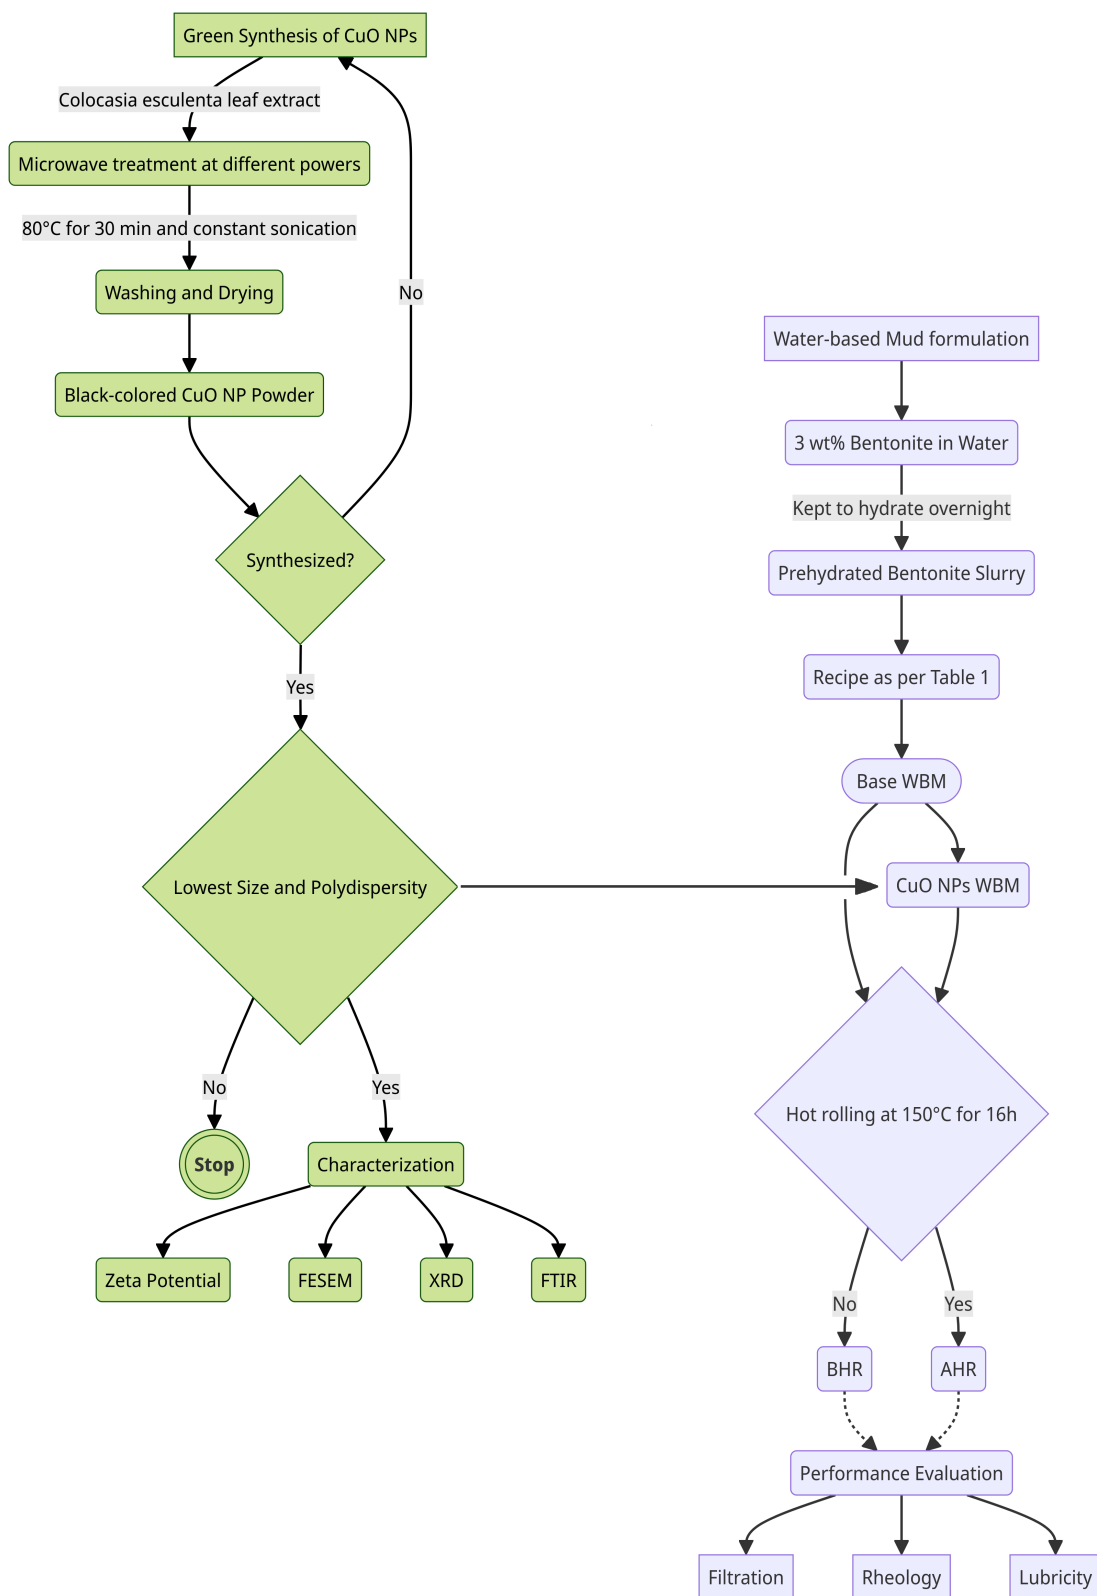 Green Synthesis of CuO NPs
Colocasia esculenta leaf extract
Microwave treatment at different powers
80°C for 30 min and constant sonication
Washing and Drying
No
Black-colored CuO NP Powder
Synthesized?
Yes
Lowest Size and Polydispersity
No
Yes
Stop
Characterization
Zeta Potential
FESEM
XRD
FTIR
Water-based Mud formulation
3 wt% Bentonite in Water
Kept to hydrate overnight
Prehydrated Bentonite Slurry
Recipe as per Table 1
Base WBM
CuO NPs WBM
Hot rolling at 150°C for 16h
No
Yes
BHR
AHR
Performance Evaluation
Filtration
Rheology
Lubricity